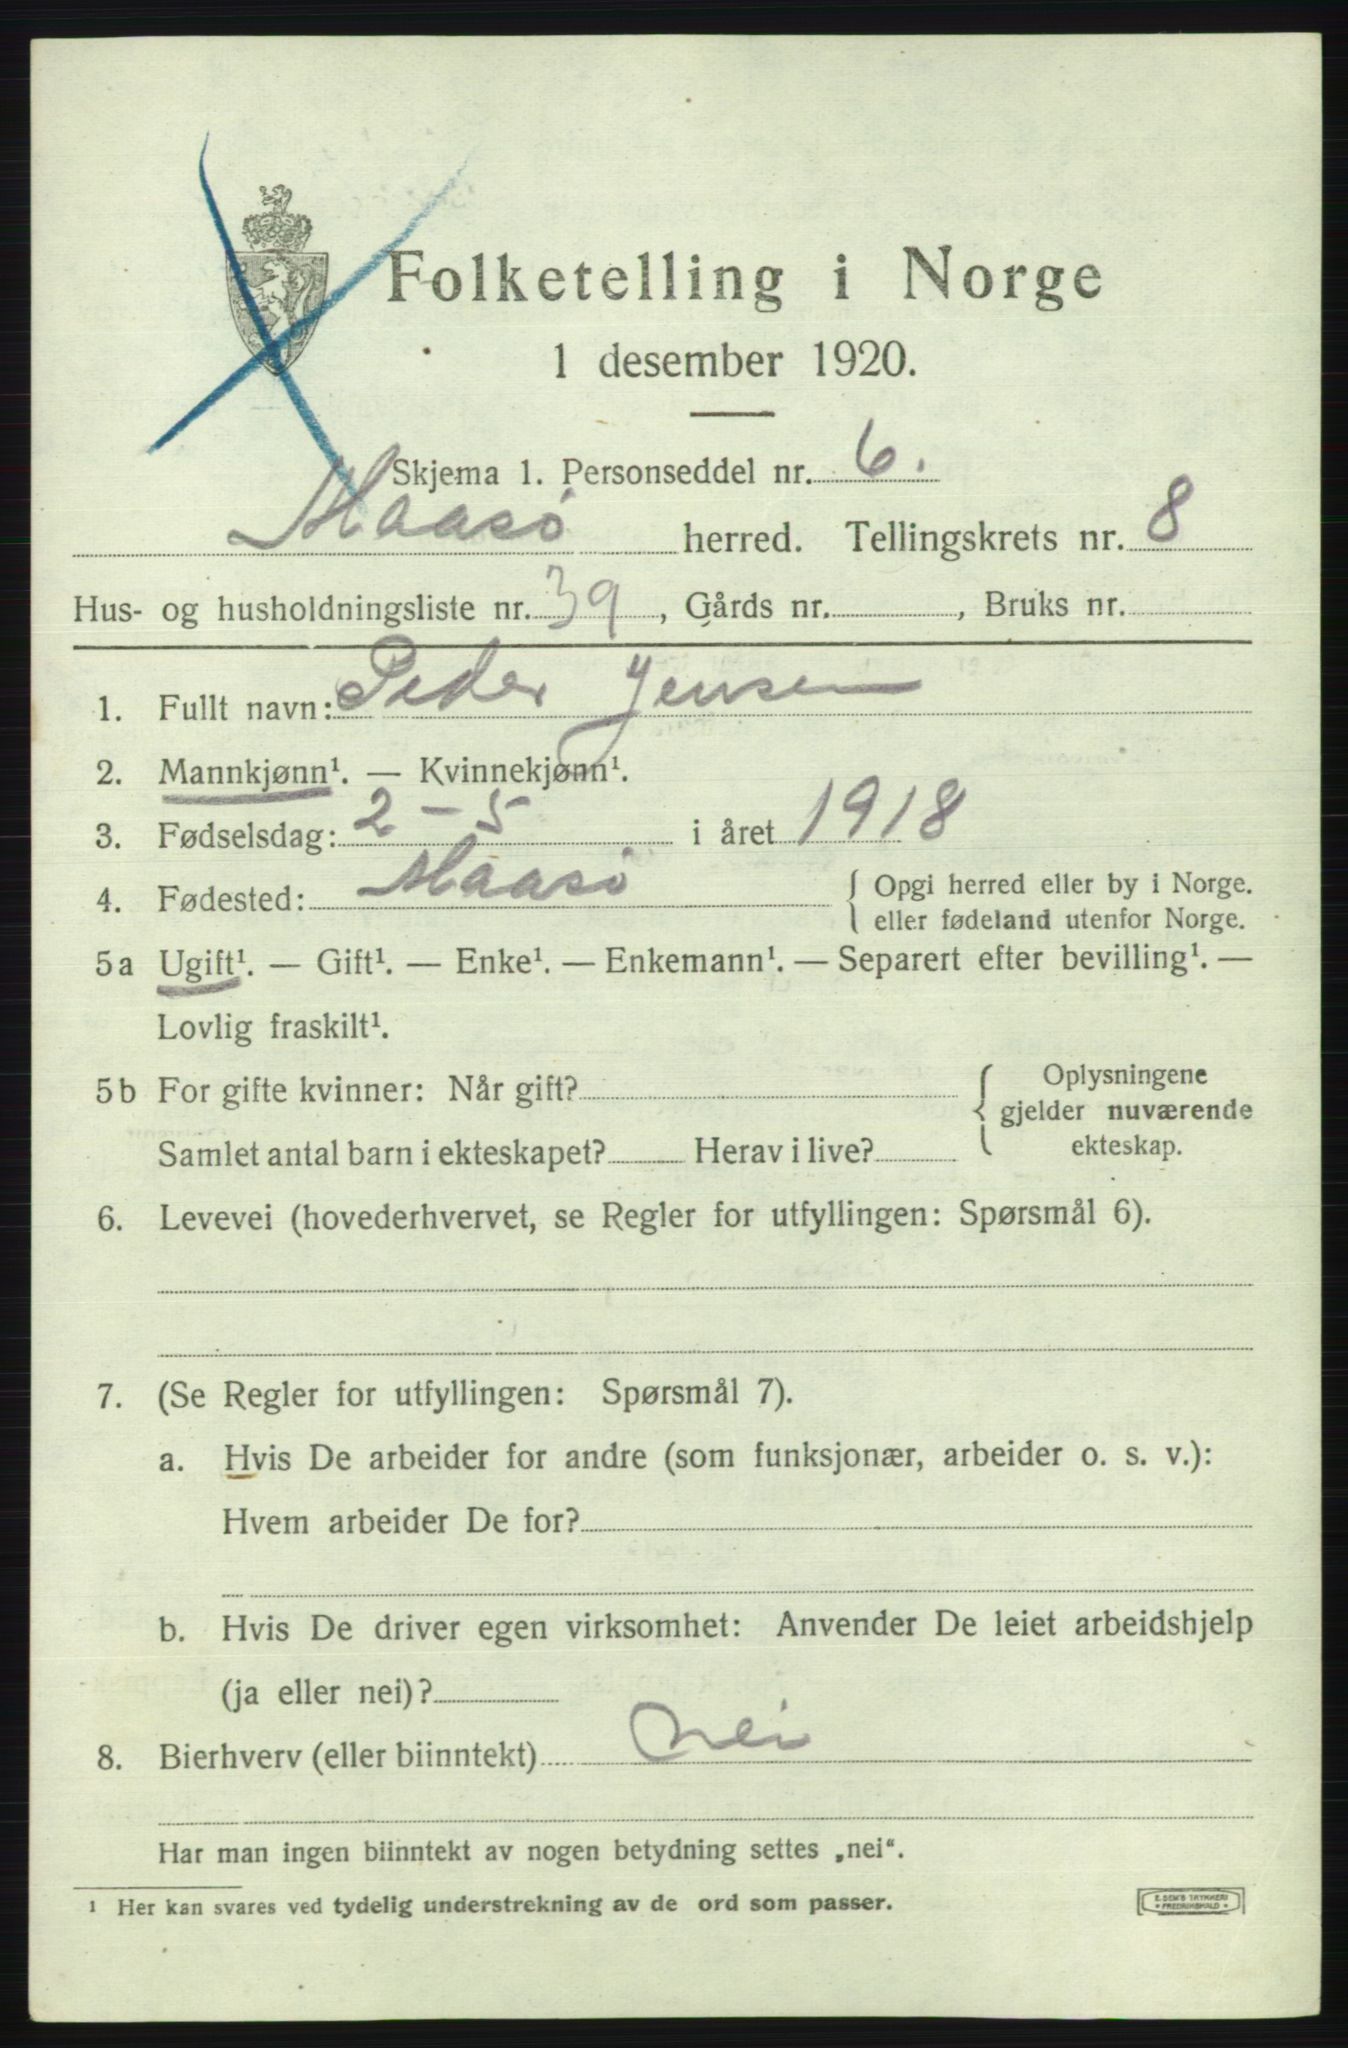 Folketelling i Norge
1 desember 1920.
Skjema 1. Personseddel nr. 6.
Maasö herred. Tellingskrets nr. 8
Hus- og husholdningsliste nr. 39, Gårds nr. , Bruks nr.
1. Fullt navn: Peder Jensen
2. Mannkjønn¹. — Kvinnekjønn¹.
3. Fødselsdag: 2 - 5 i året 1918
4. Fødested: Maasö { Opgi herred eller by i Norge.
eller fødeland utenfor Norge.
5a Ugift¹. — Gift¹. — Enke¹. — Enkemann¹. — Separert efter bevilling¹. —
Lovlig fraskilt¹.
5b For gifte kvinner: Når gift? { Oplysningene
gjelder nuværende
Samlet antal barn i ekteskapet? Herav i live? ekteskap.
6. Levevei (hovederhvervet, se Regler for utfyllingen: Spørsmål 6).
7. (Se Regler for utfyllingen: Spørsmål 7).
a. Hvis De arbeider for andre (som funksjonær, arbeider o. s. v.):
Hvem arbeider De for?
b. Hvis De driver egen virksomhet: Anvender De leiet arbeidshjelp
(ja eller nei)?
8. Bierhverv (eller biinntekt) nei
Har man ingen biinntekt av nogen betydning settes „nei“.
¹ Her kan svares ved tydelig understrekning av de ord som passer.
E. SEM'S TRYKKERI
* FREDRIKSHALD *